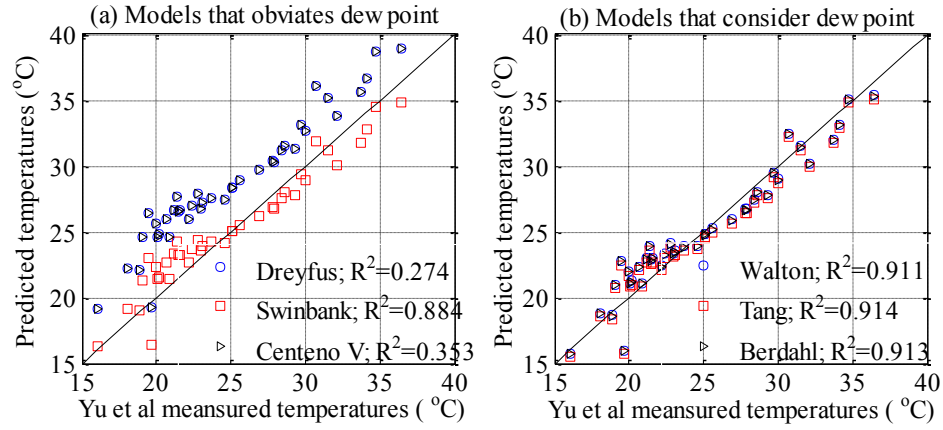 (a) Models that obviates dew point
40
35
30
25
20
15
15 20 25 30 35 40
Predicted temperatures (°C)
Dreyfus; R²=0.274
Swinbank; R²=0.884
Centeno V; R²=0.353
Yu et al meansured temperatures ( °C)
(b) Models that consider dew point
40
35
30
25
20
15
15 20 25 30 35 40
Predicted temperatures (°C)
Walton; R²=0.911
Tang; R²=0.914
Berdahl; R²=0.913
Yu et al meansured temperatures ( °C)